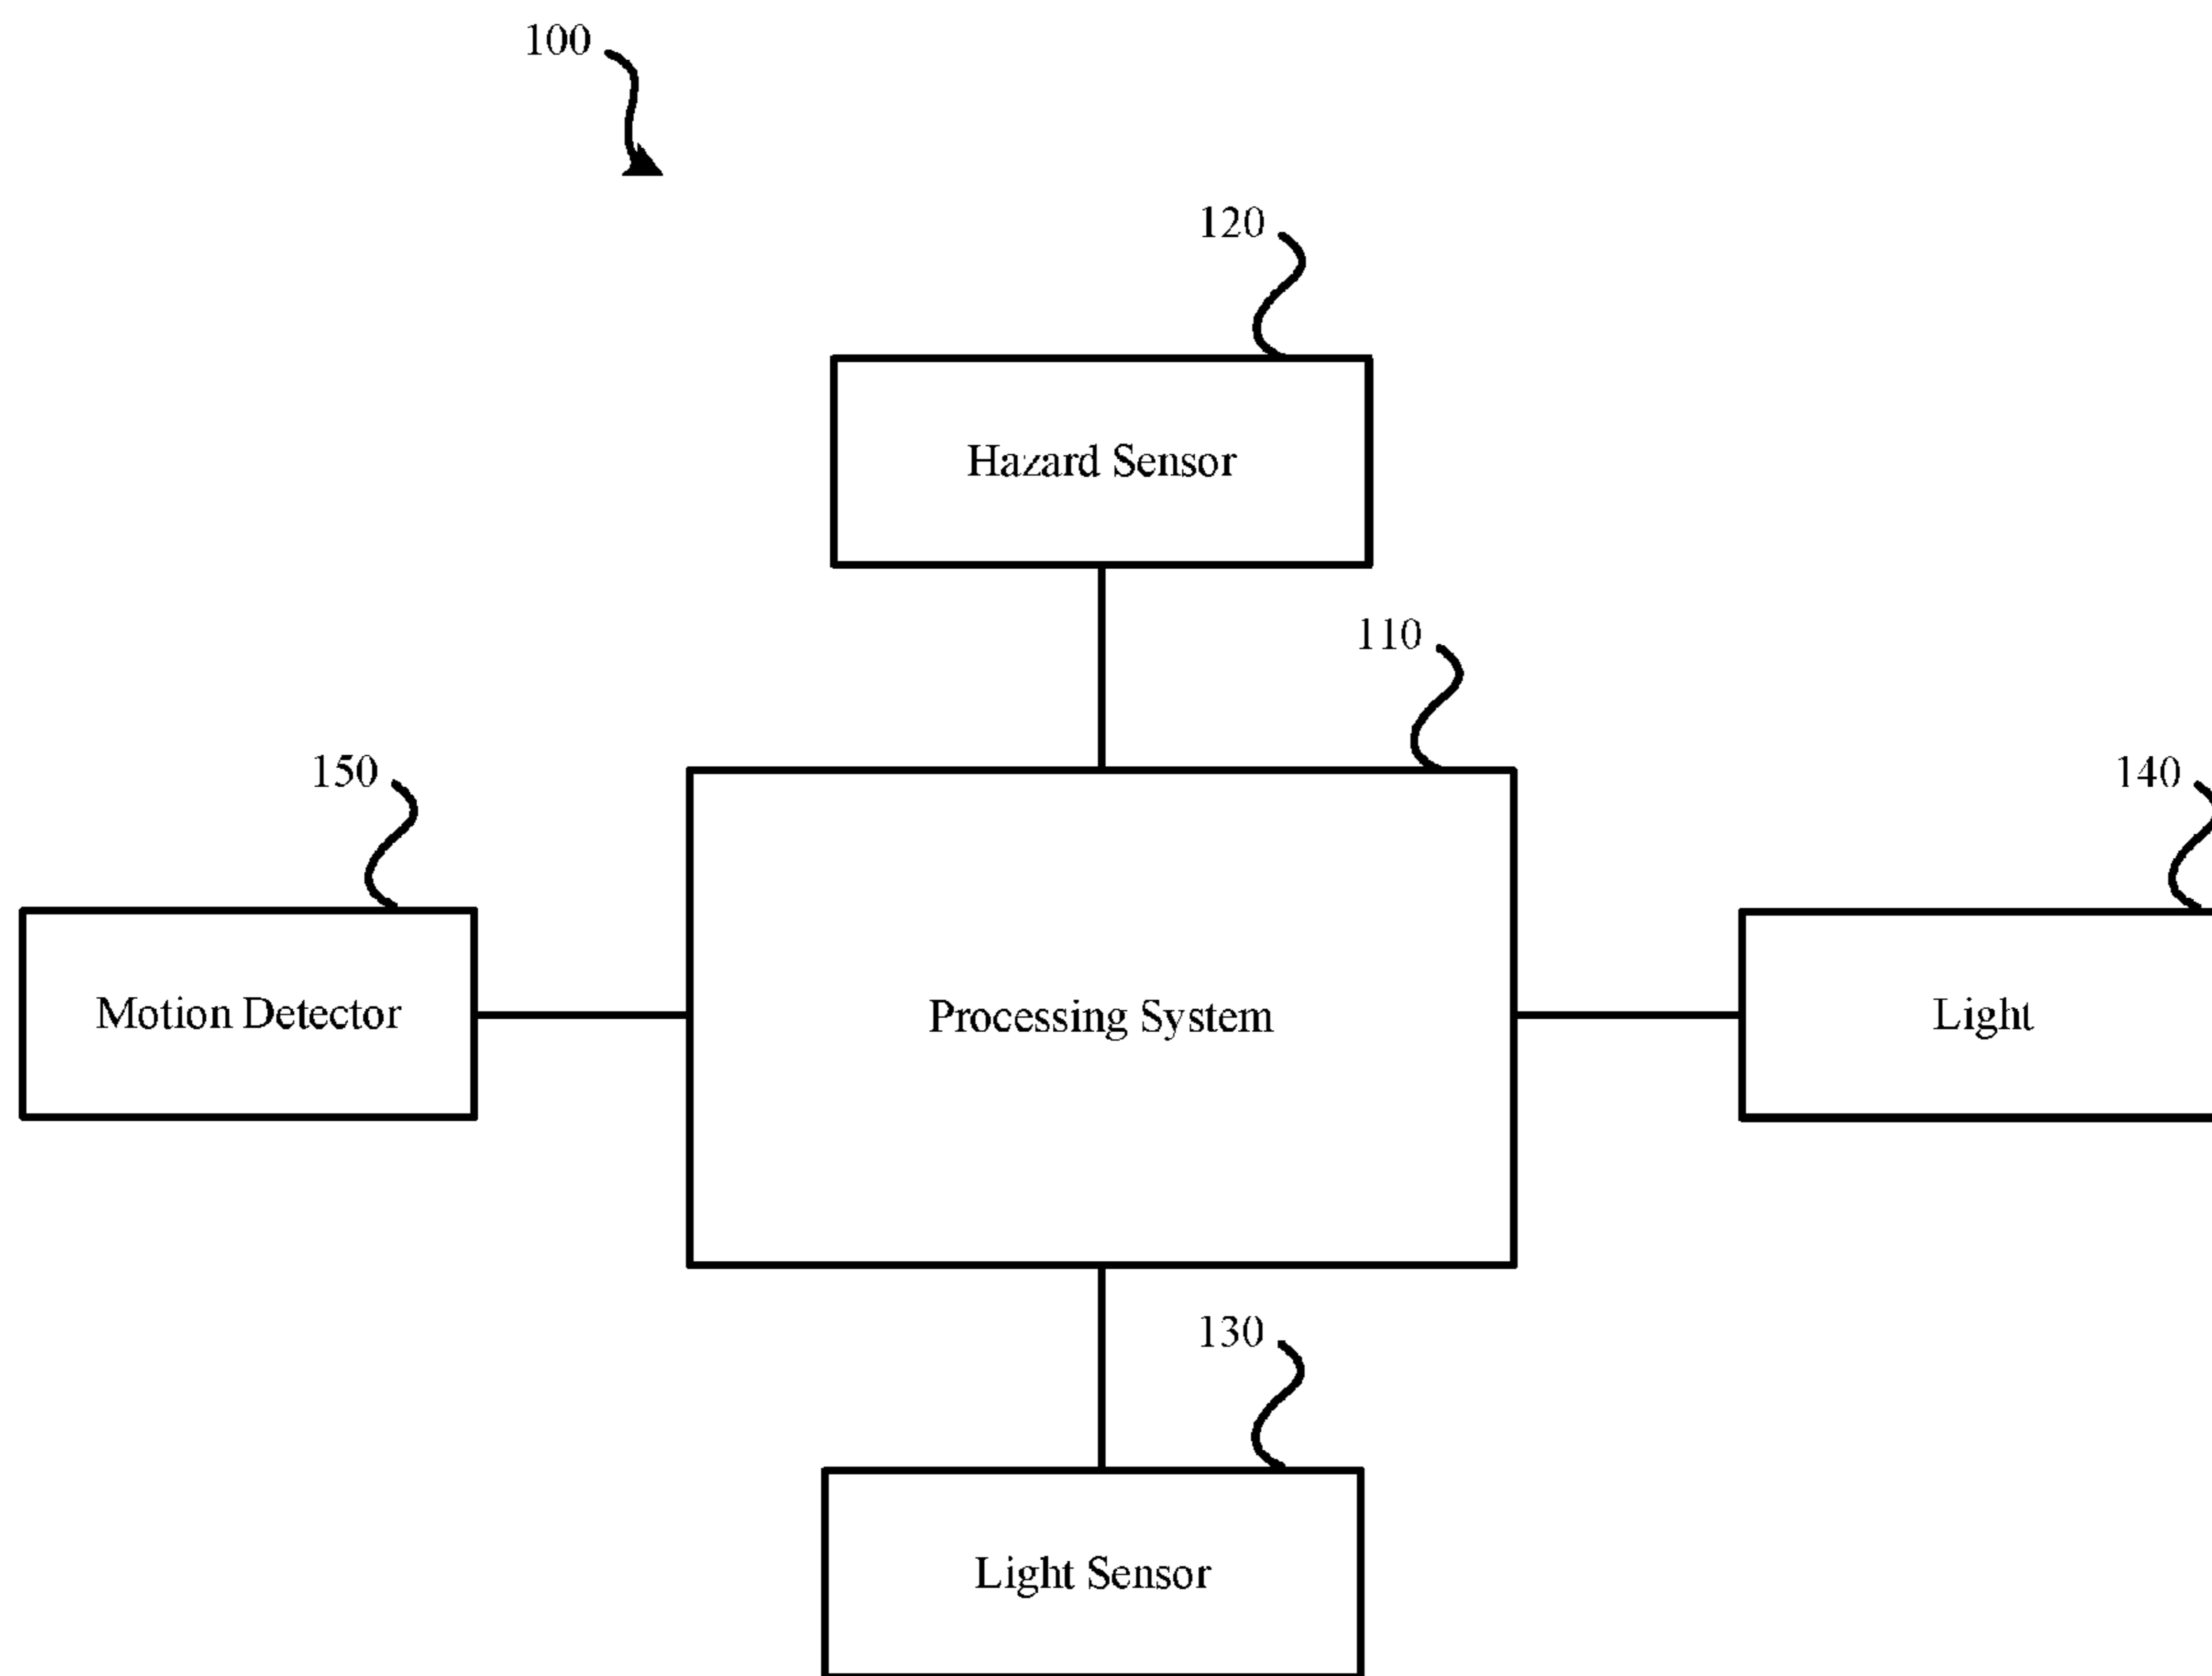 100
120
Hazard Sensor
110
150
140
Motion Detector
Processing System
Light
130
Light Sensor